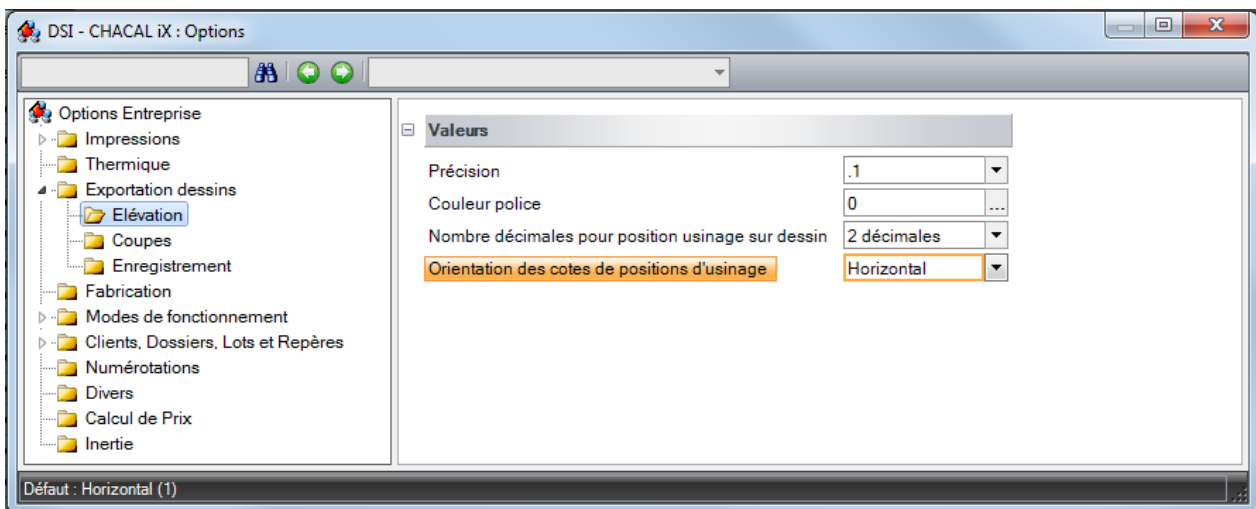 DSI - CHACAL iX : Options
Options Entreprise
Impressions
Thermique
Exportation dessins
Elévation
Coupes
Enregistrement
Fabrication
Modes de fonctionnement
Clients, Dossiers, Lots et Repères
Numérotations
Divers
Calcul de Prix
Inertie
Valeurs
Précision .1
Couleur police 0 ...
Nombre décimales pour position usinage sur dessin 2 décimales
Orientation des cotes de positions d'usinage Horizontal
Défaut : Horizontal (1)